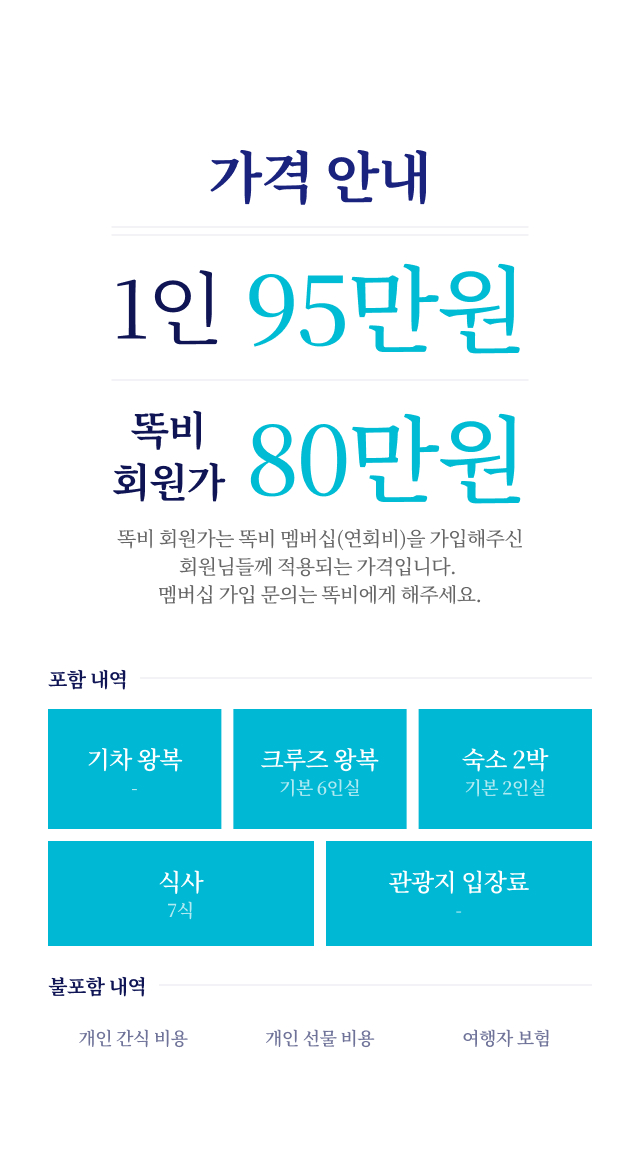 가격 안내
1인 95만원
똑비
회원가 80만원
똑비 회원가는 똑비 멤버십(연회비)을 가입해주신
회원님들께 적용되는 가격입니다.
멤버십 가입 문의는 똑비에게 해주세요.
포함 내역
기차 왕복
-
크루즈 왕복
기본 6인실
숙소 2박
기본 2인실
식사
7식
관광지 입장료
-
불포함 내역
개인 간식 비용
개인 선물 비용
여행자 보험